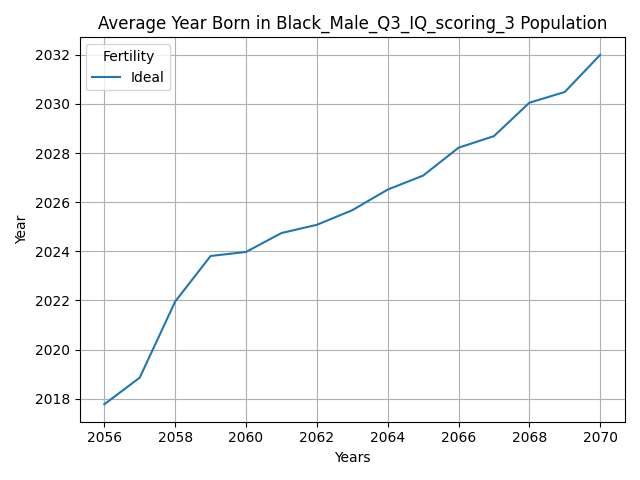 Average Year Born in Black_Male_Q3_IQ_scoring_3 Population
Fertility
Ideal
2032
2030
2028
2026
2024
2022
2020
2018
Year
2056 2058 2060 2062 2064 2066 2068 2070
Years